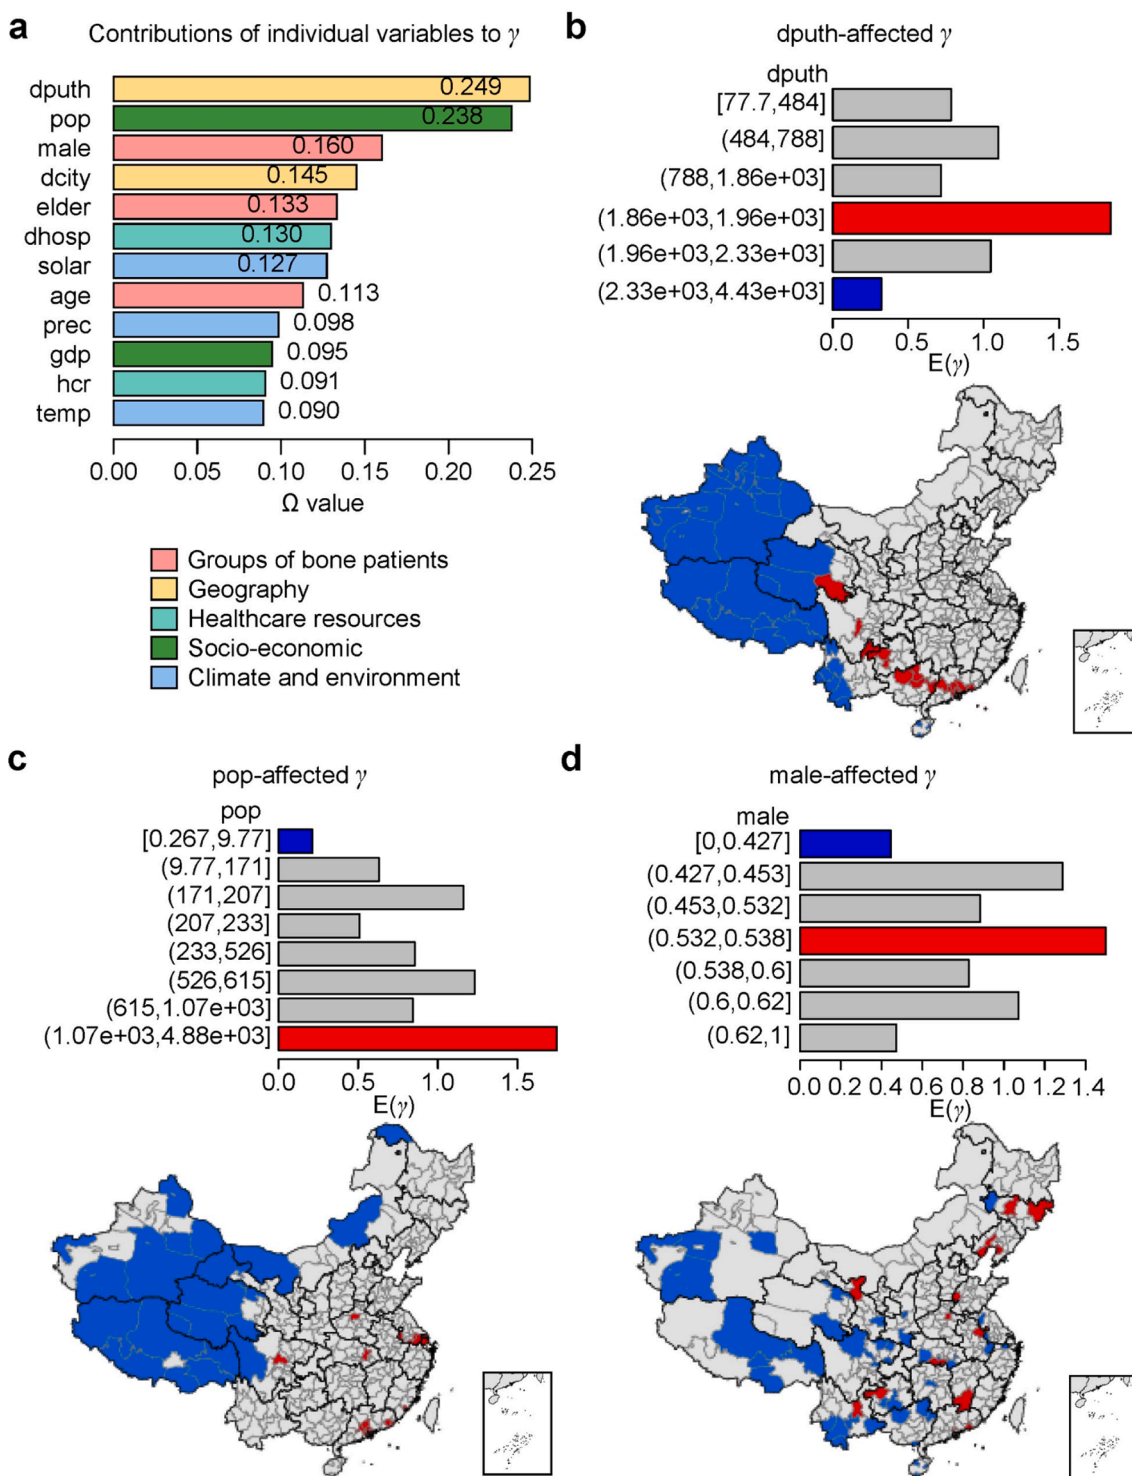 a
Contributions of individual variables to γ
dputh
0.249
pop
0.238
male
0.160
dcity
0.145
elder
0.133
dhosp
0.130
solar
0.127
age
0.113
prec
0.098
gdp
0.095
hcr
0.091
temp
0.090
0.00 0.05 0.10 0.15 0.20 0.25
Ω value
Groups of bone patients
Geography
Healthcare resources
Socio-economic
Climate and environment
b
dputh-affected γ
dputh
[77.7,484]
(484,788]
(788,1.86e+03]
(1.86e+03,1.96e+03]
(1.96e+03,2.33e+03]
(2.33e+03,4.43e+03]
0.0 0.5 1.0 1.5
E(γ)
c
pop-affected γ
pop
[0.267,9.77]
(9.77,171]
(171,207]
(207,233]
(233,526]
(526,615]
(615,1.07e+03]
(1.07e+03,4.88e+03]
0.0 0.5 1.0 1.5
E(γ)
d
male-affected γ
male
[0,0.427]
(0.427,0.453]
(0.453,0.532]
(0.532,0.538]
(0.538,0.6]
(0.6,0.62]
(0.62,1]
0.0 0.2 0.4 0.6 0.8 1.0 1.2 1.4
E(γ)